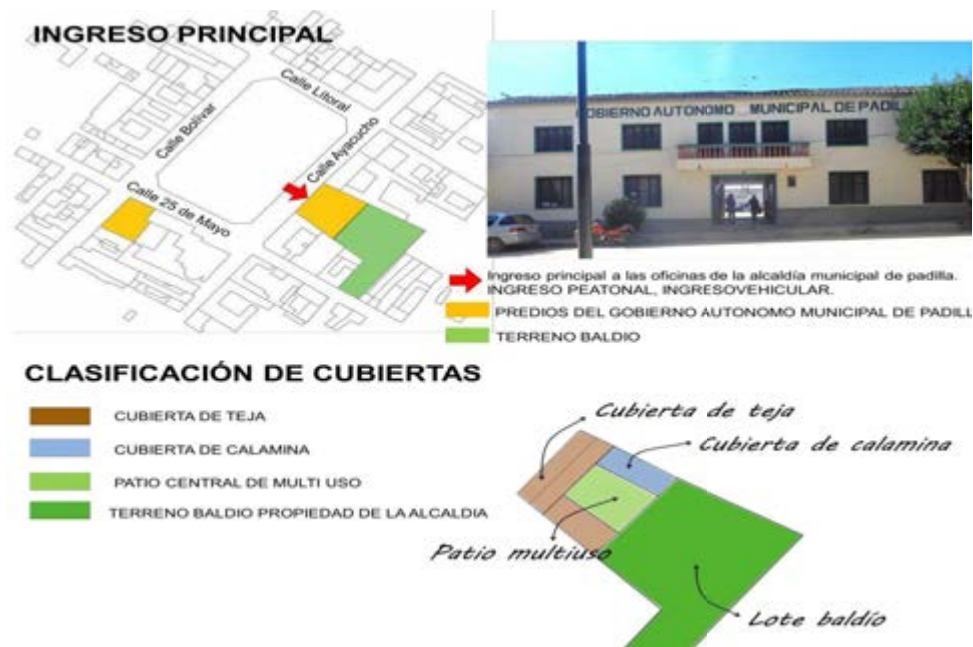 INGRESO PRINCIPAL
Calle Litoral
Calle Bolivar
Calle Ayacucho
Calle 25 de Mayo
GOBIERNO AUTONOMO MUNICIPAL DE PADILL
Ingreso principal a las oficinas de la alcaldía municipal de padilla.
INGRESO PEATONAL, INGRESOVEHICULAR.
PREDIOS DEL GOBIERNO AUTONOMO MUNICIPAL DE PADILL
TERRENO BALDIO
CLASIFICACIÓN DE CUBIERTAS
CUBIERTA DE TEJA
CUBIERTA DE CALAMINA
PATIO CENTRAL DE MULTI USO
TERRENO BALDIO PROPIEDAD DE LA ALCALDIA
Cubierta de teja
Cubierta de calamina
Patio multiuso
Lote baldío